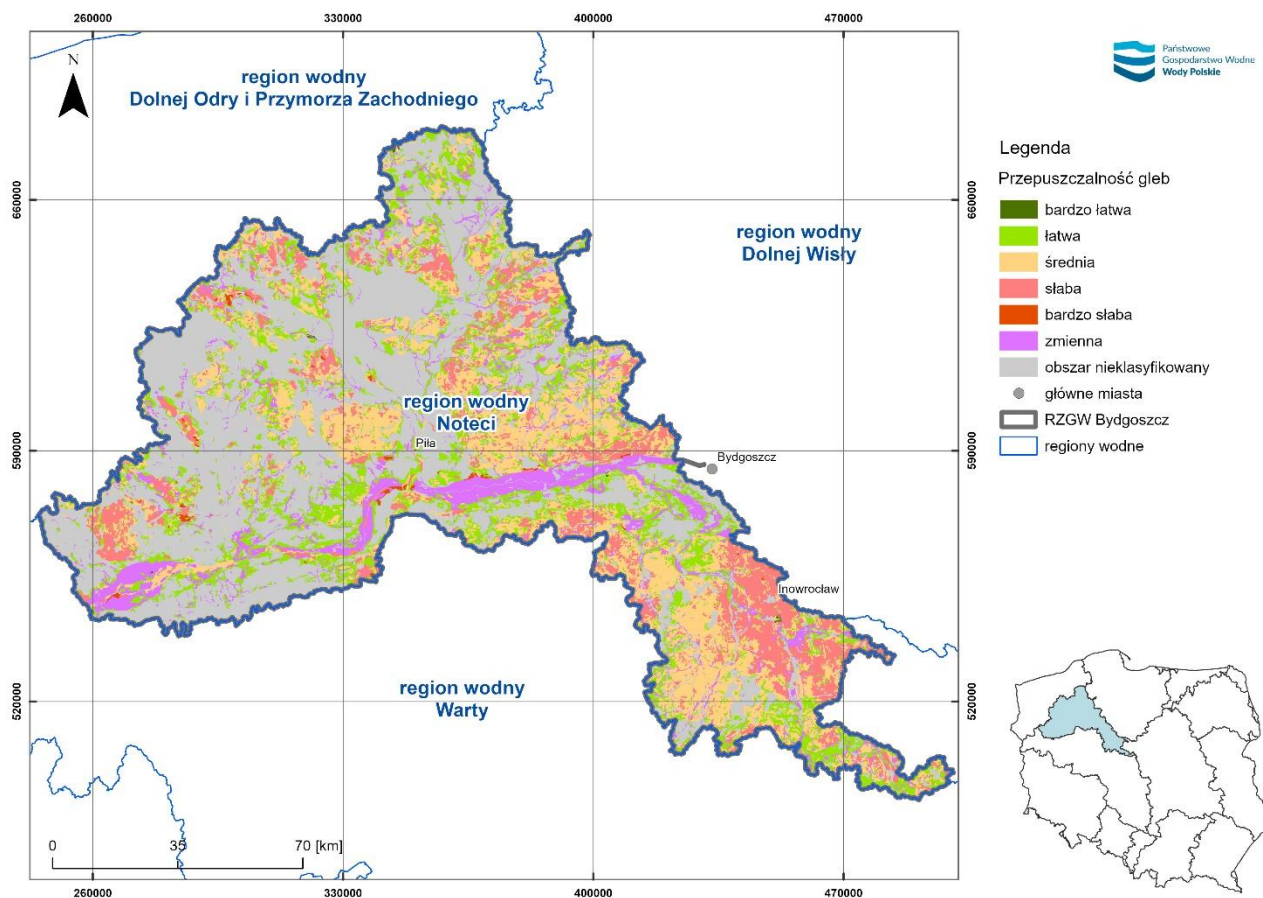 260000 330000 400000 470000
N
region wodny
Dolnej Odry i Przymorza Zachodniego
660000
660000
region wodny
Dolnej Wisły
region wodny
Noteci
Piła
590000
590000
Bydgoszcz
Inowrocław
region wodny
Warty
520000
520000
0 35 70 [km]
260000 330000 400000 470000
Państwowe
Gospodarstwo Wodne
Wody Polskie
Legenda
Przepuszczalność gleb
bardzo łatwa
łatwa
średnia
słaba
bardzo słaba
zmienna
obszar nieklasyfikowany
główne miasta
RZGW Bydgoszcz
regiony wodne